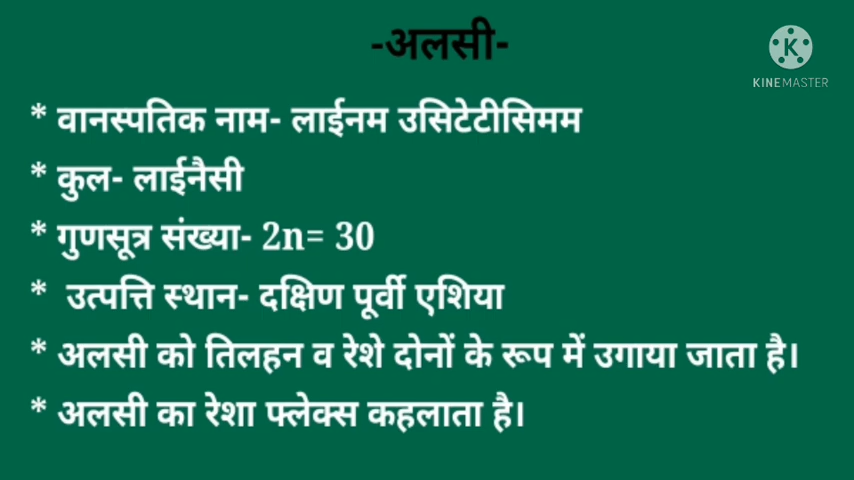 -अलसी-
KINEMASTER
* वानस्पतिक नाम- लाईनम उसिटेटीसिमम
* कुल- लाईनैसी
* गुणसूत्र संख्या- 2n= 30
* उत्पत्ति स्थान- दक्षिण पूर्वी एशिया
* अलसी को तिलहन व रेशे दोनों के रूप में उगाया जाता है।
* अलसी का रेशा फ्लेक्स कहलाता है।